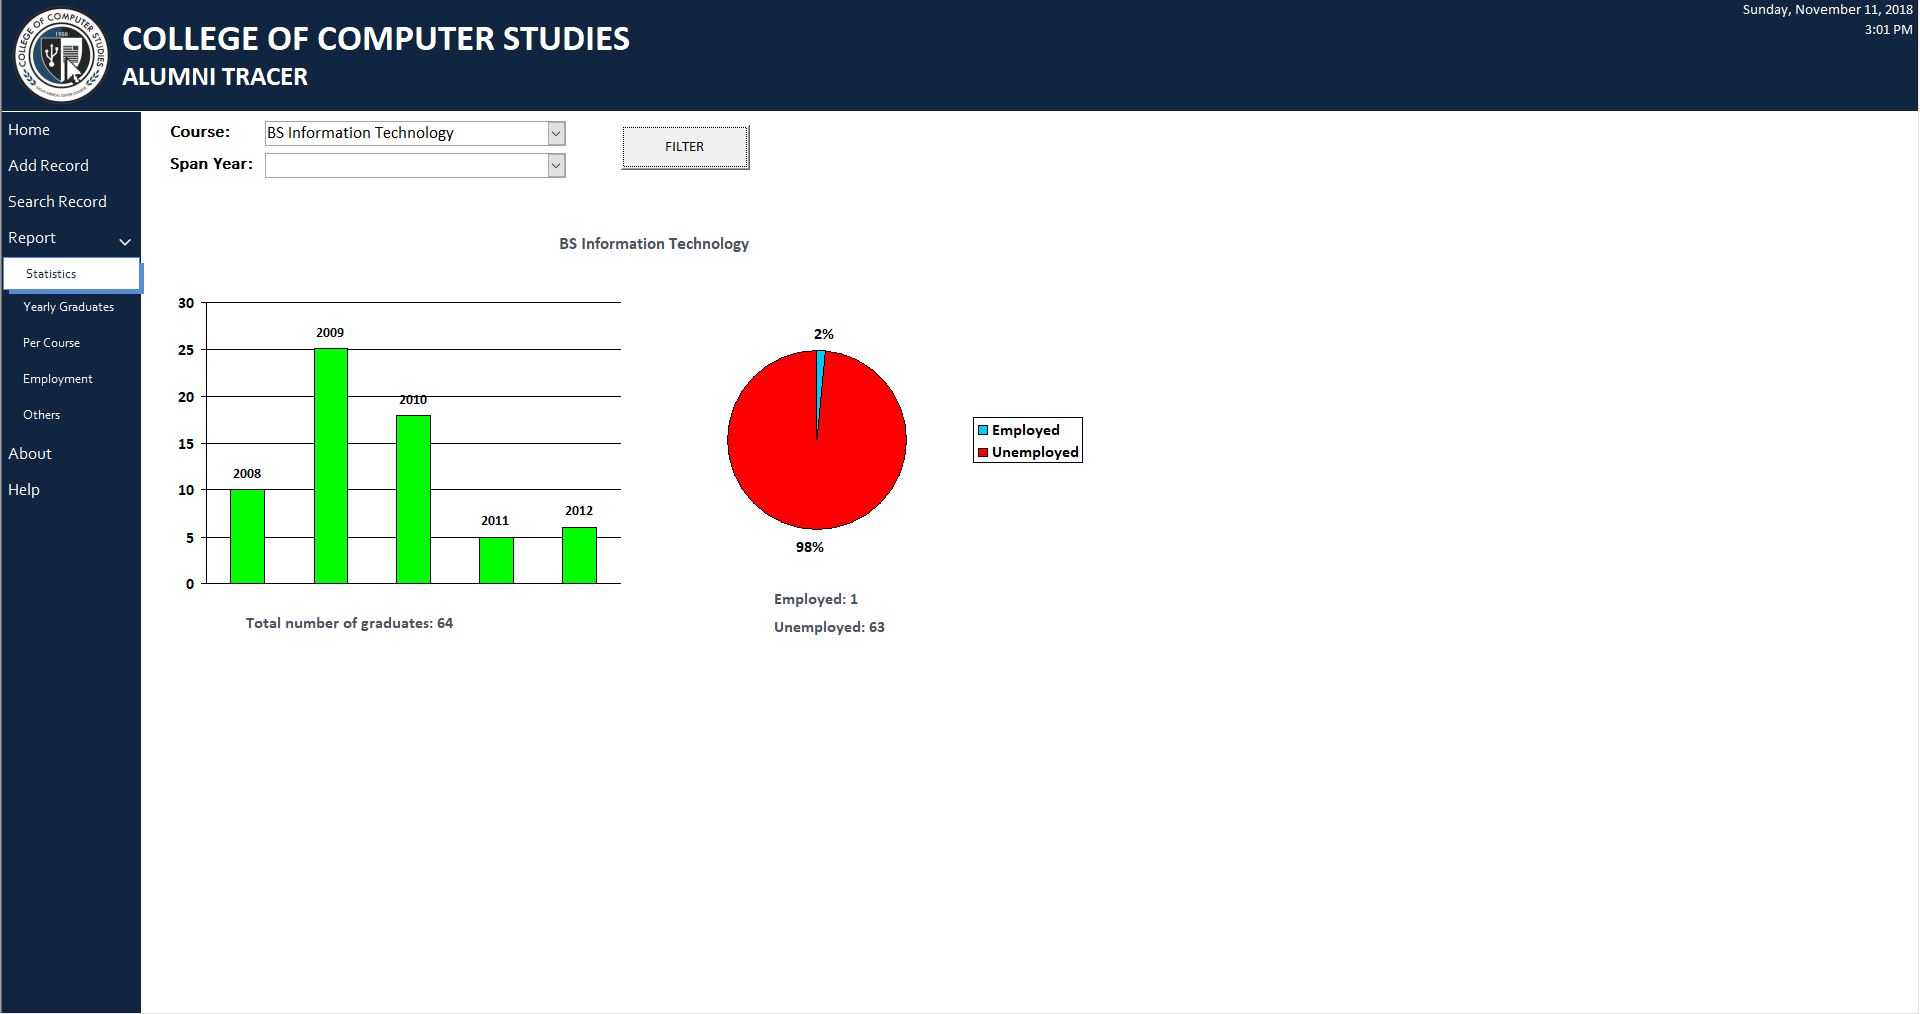 COLLEGE OF COMPUTER STUDIES
1988
COLLEGE OF COMPUTER STUDIES
ALUMNI TRACER
Sunday, November 11, 2018
3:01 PM
Home
Add Record
Search Record
Report
Statistics
Yearly Graduates
Per Course
Employment
Others
About
Help
Course: BS Information Technology
Span Year:
FILTER
BS Information Technology
30
25
20
15
10
5
0
2008
2009
2010
2011
2012
Total number of graduates: 64
2%
98%
Employed
Unemployed
Employed: 1
Unemployed: 63